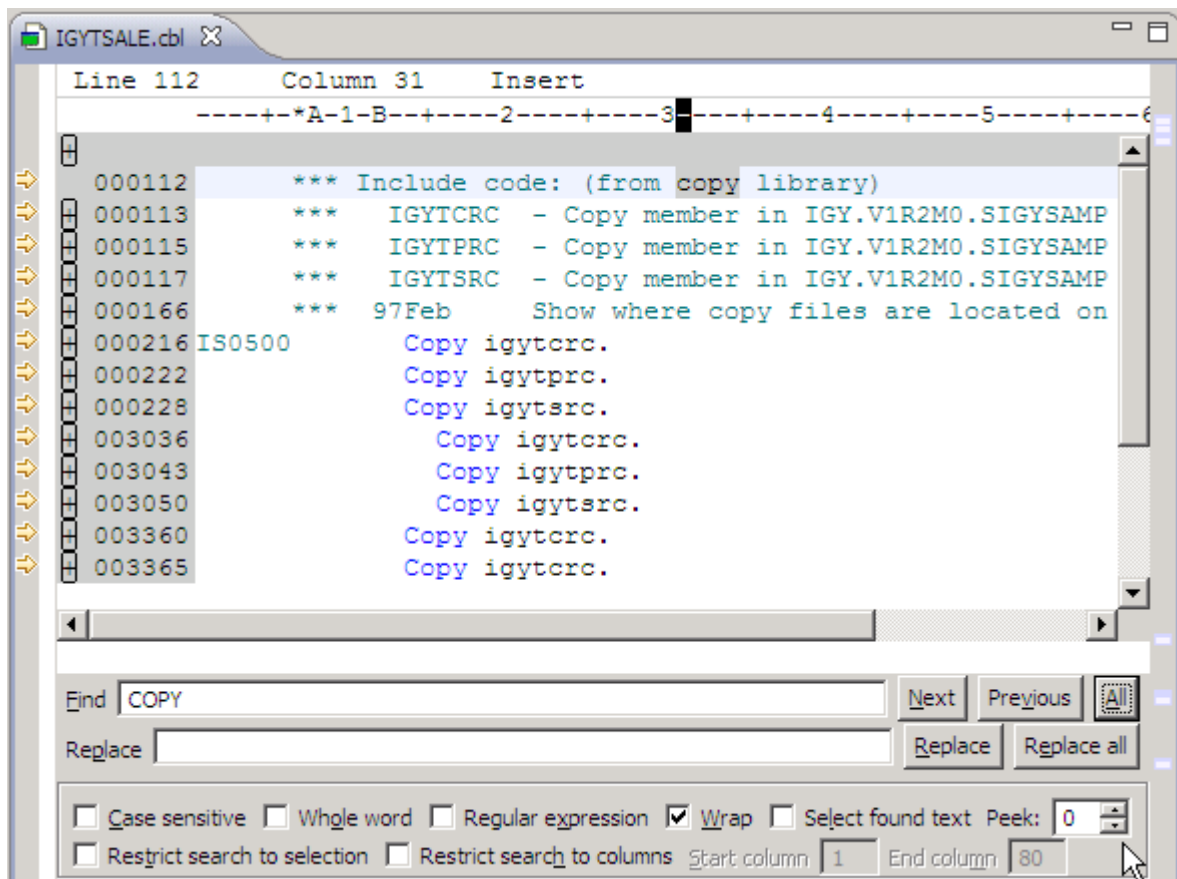 IGYTSALE.cbl
Line 112 Column 31 Insert
----+-*A-1-B--+----2----+----3----+----4----+----5----+----6
000112 *** Include code: (from copy library)
000113 *** IGYTCRC - Copy member in IGY.V1R2M0.SIGYSAMP
000115 *** IGYTPRC - Copy member in IGY.V1R2M0.SIGYSAMP
000117 *** IGYTSRC - Copy member in IGY.V1R2M0.SIGYSAMP
000166 *** 97Feb Show where copy files are located on
000216 IS0500 Copy igytcrc.
000222 Copy igytprc.
000228 Copy igytsrc.
003036 Copy igytcrc.
003043 Copy igytprc.
003050 Copy igytsrc.
003360 Copy igytcrc.
003365 Copy igytcrc.
Find COPY Next Previous All
Replace Replace Replace all
Case sensitive Whole word Regular expression Wrap Select found text Peek: 0
Restrict search to selection Restrict search to columns Start column 1 End column 80